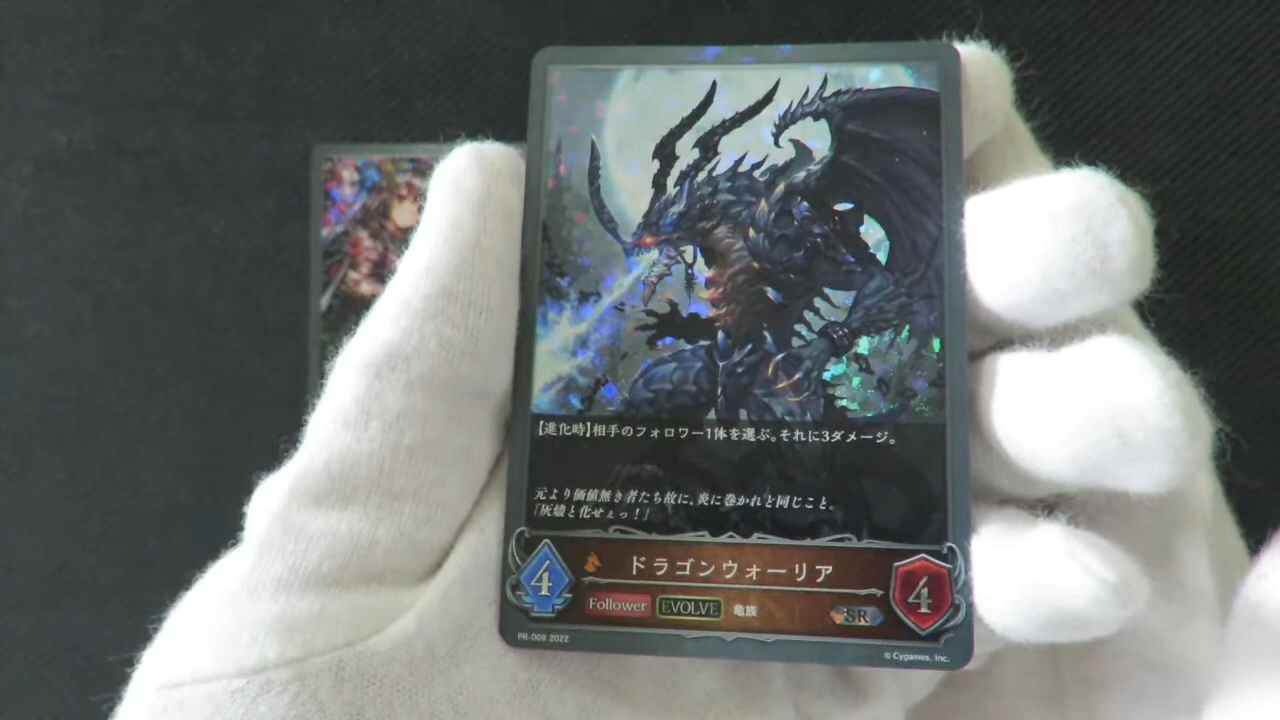 【進化時】相手のフォロワー1体を選ぶ。それに3ダメージ。
元より価値無き者たち故に、炎に巻かれど同じこと。
「灰燼と化せぇっ！」
4
ドラゴンウォーリア
4
Follower EVOLVE 竜族 SR
PR-009 2022
© Cygames, Inc.